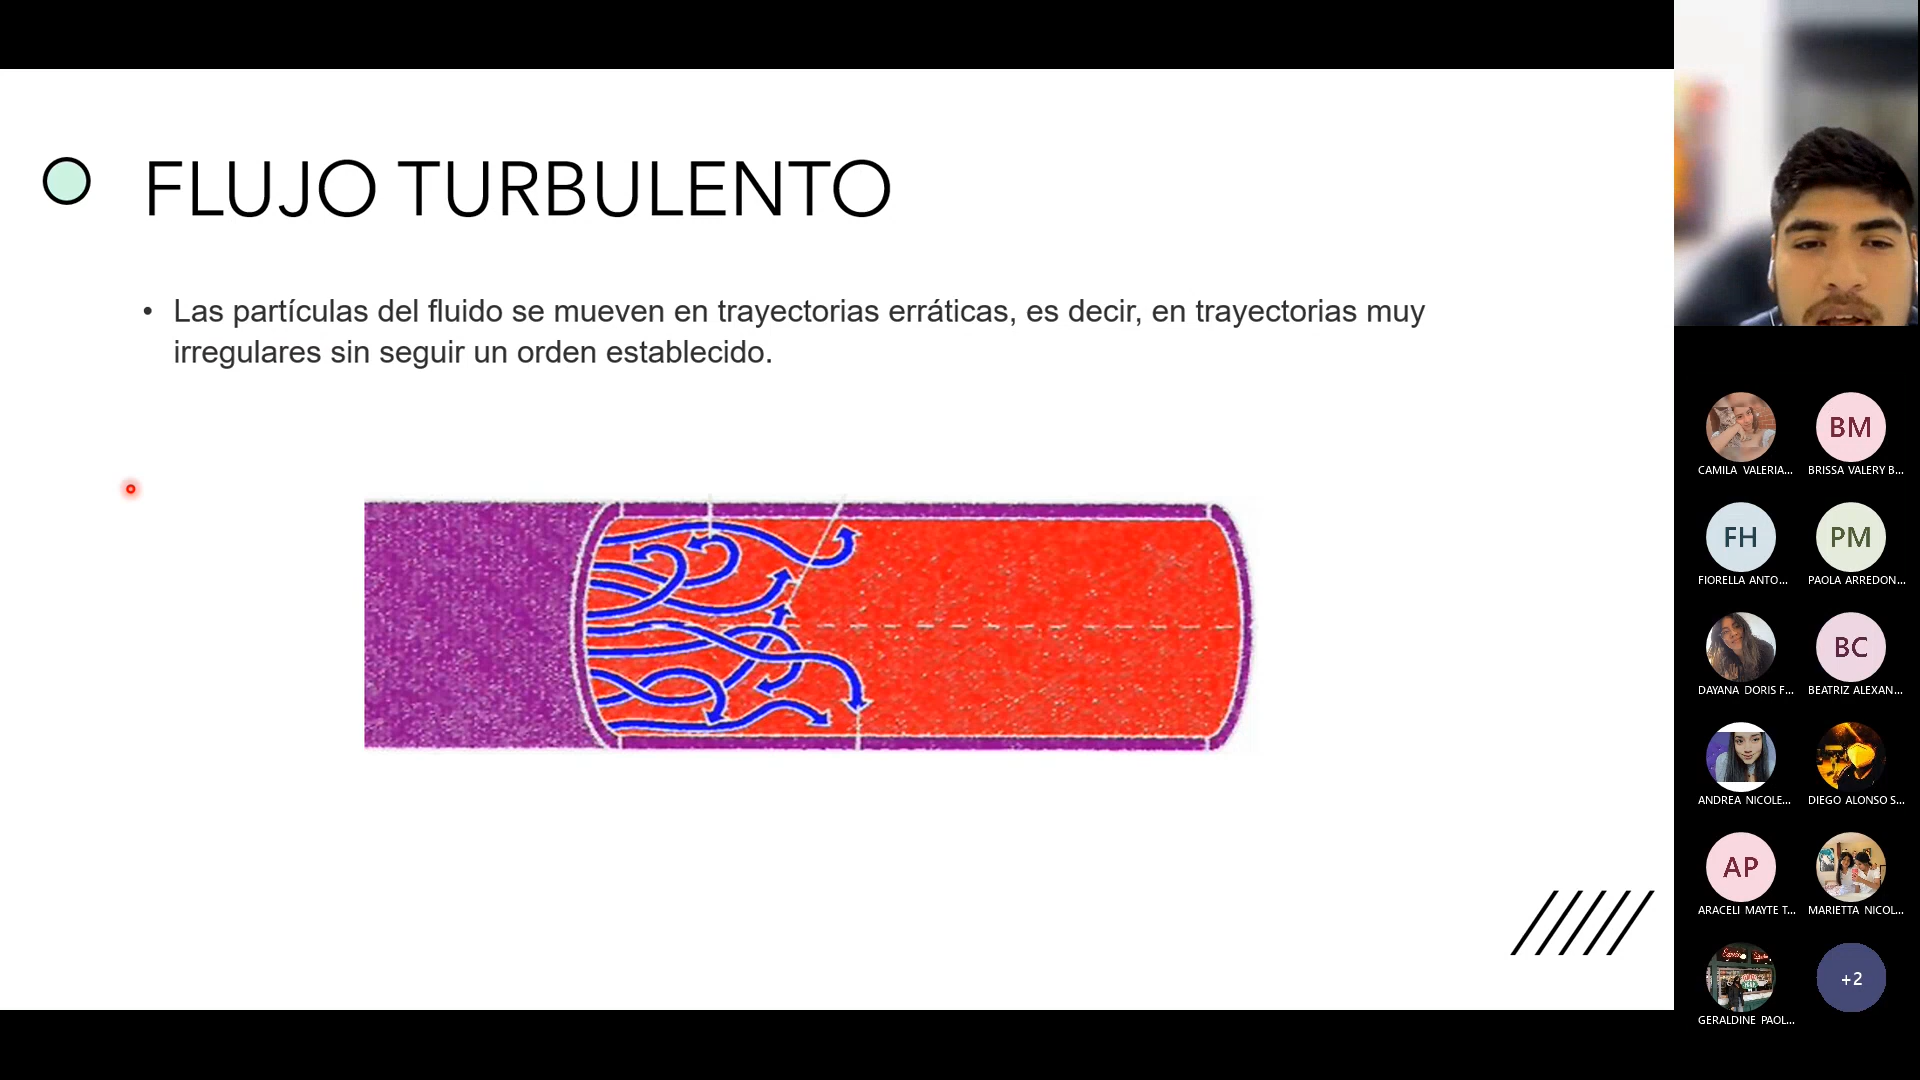 FLUJO TURBULENTO
• Las partículas del fluido se mueven en trayectorias erráticas, es decir, en trayectorias muy
irregulares sin seguir un orden establecido.
CAMILA VALERIA...
BM
BRISSA VALERY B...
FH
FIORELLA ANTO...
PM
PAOLA ARREDON...
DAYANA DORIS F...
BC
BEATRIZ ALEXAN...
ANDREA NICOLE...
DIEGO ALONSO S...
AP
ARACELI MAYTE T...
MARIETTA NICOL...
GERALDINE PAOL...
+2